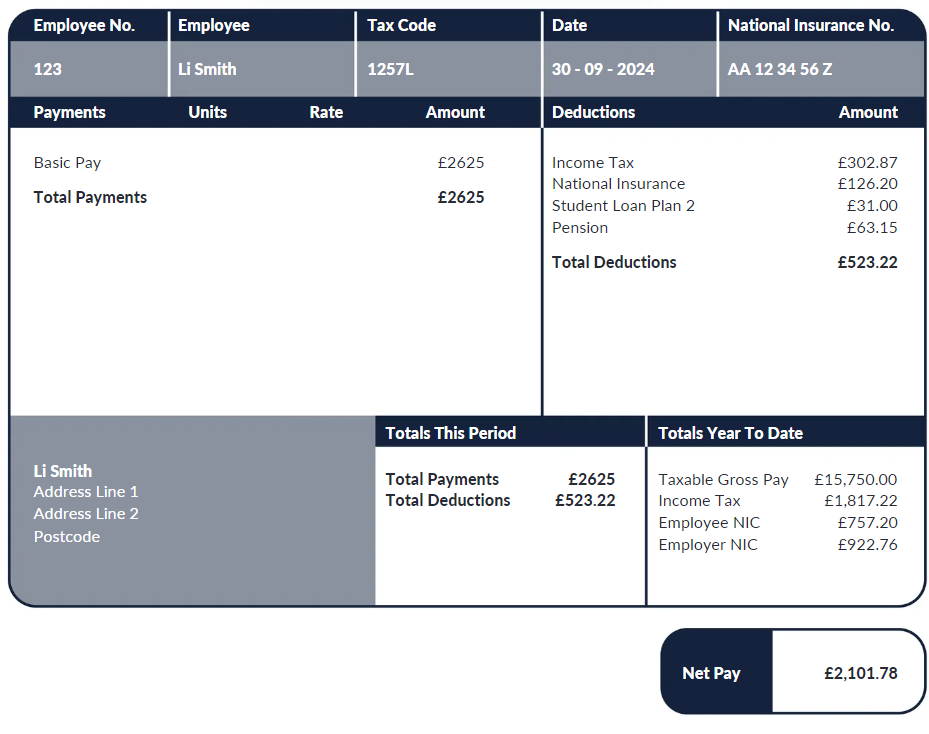 Employee No. Employee Tax Code Date National Insurance No.
123 Li Smith 1257L 30 - 09 - 2024 AA 12 34 56 Z
Payments Units Rate Amount Deductions Amount
Basic Pay £2625
Total Payments £2625
Income Tax £302.87
National Insurance £126.20
Student Loan Plan 2 £31.00
Pension £63.15
Total Deductions £523.22
Li Smith
Address Line 1
Address Line 2
Postcode
Totals This Period
Total Payments £2625
Total Deductions £523.22
Totals Year To Date
Taxable Gross Pay £15,750.00
Income Tax £1,817.22
Employee NIC £757.20
Employer NIC £922.76
Net Pay £2,101.78